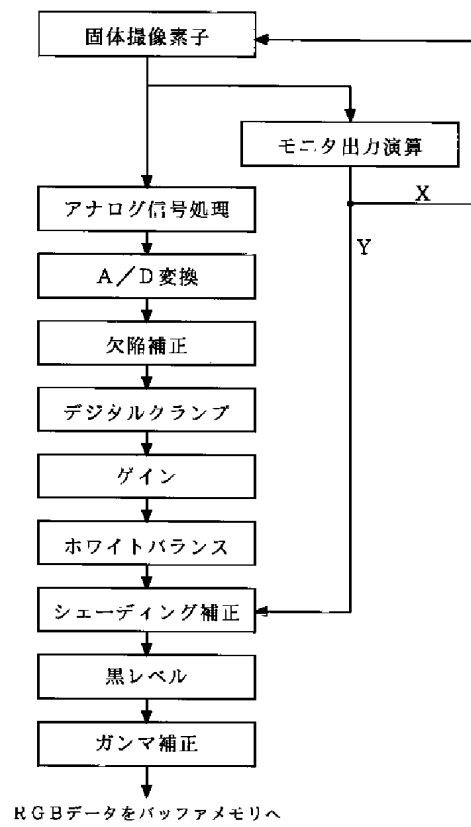 固体撮像素子
モニタ出力演算
X
Y
アナログ信号処理
A／D変換
欠陥補正
デジタルクランプ
ゲイン
ホワイトバランス
シェーディング補正
黒レベル
ガンマ補正
RGBデータをバッファメモリへ